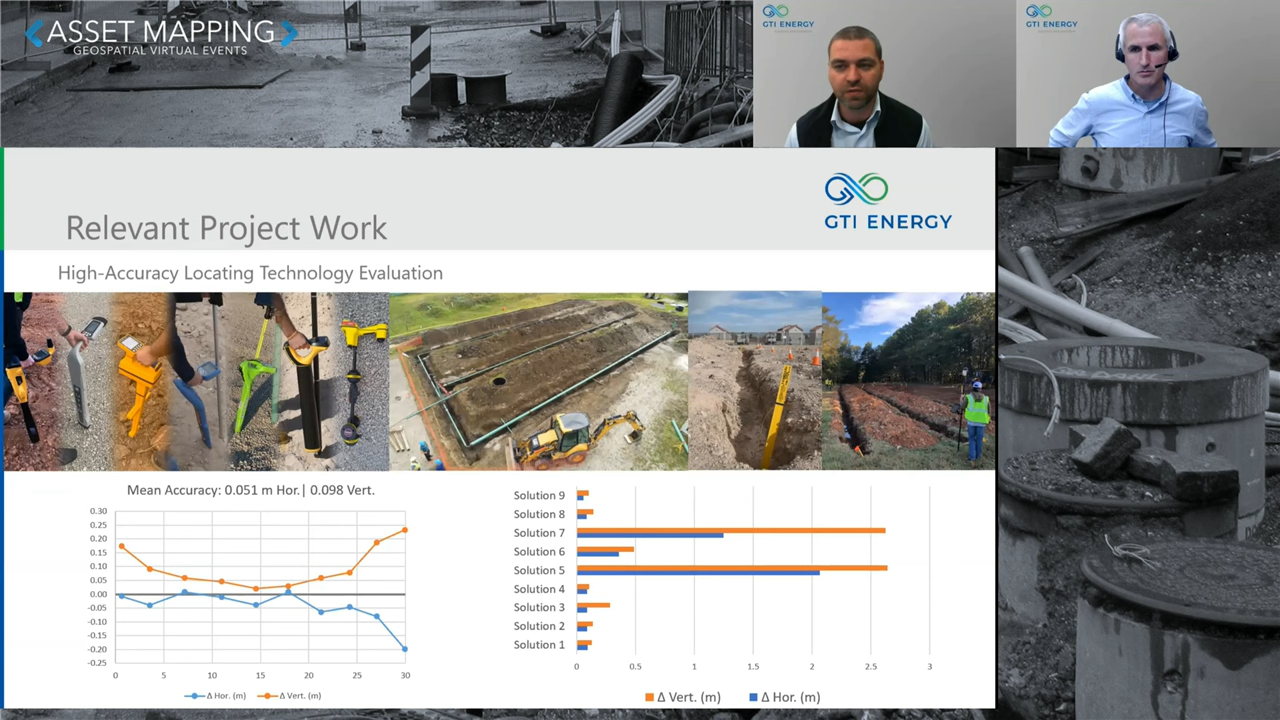 ASSET MAPPING
GEOSPATIAL VIRTUAL EVENTS
GTI ENERGY
GTI ENERGY
GTI ENERGY
Relevant Project Work
High-Accuracy Locating Technology Evaluation
Mean Accuracy: 0.051 m Hor.| 0.098 Vert.
0.30
0.25
0.20
0.15
0.10
0.05
0.00
-0.05
-0.10
-0.15
-0.20
-0.25
0 5 10 15 20 25 30
Δ Hor. (m) Δ Vert. (m)
Solution 9
Solution 8
Solution 7
Solution 6
Solution 5
Solution 4
Solution 3
Solution 2
Solution 1
0 0.5 1 1.5 2 2.5 3
Δ Vert. (m) Δ Hor. (m)